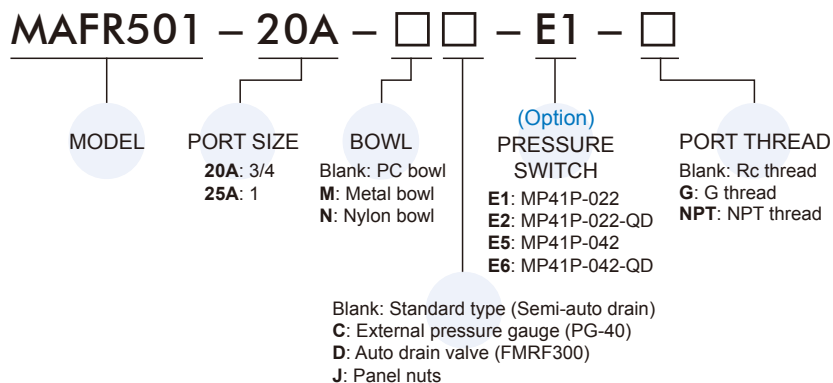 MAFR501 – 20A – □ □ – E1 – □
MODEL
PORT SIZE
20A: 3/4
25A: 1
BOWL
Blank: PC bowl
M: Metal bowl
N: Nylon bowl
(Option)
PRESSURE
SWITCH
E1: MP41P-022
E2: MP41P-022-QD
E5: MP41P-042
E6: MP41P-042-QD
PORT THREAD
Blank: Rc thread
G: G thread
NPT: NPT thread
Blank: Standard type (Semi-auto drain)
C: External pressure gauge (PG-40)
D: Auto drain valve (FMRF300)
J: Panel nuts